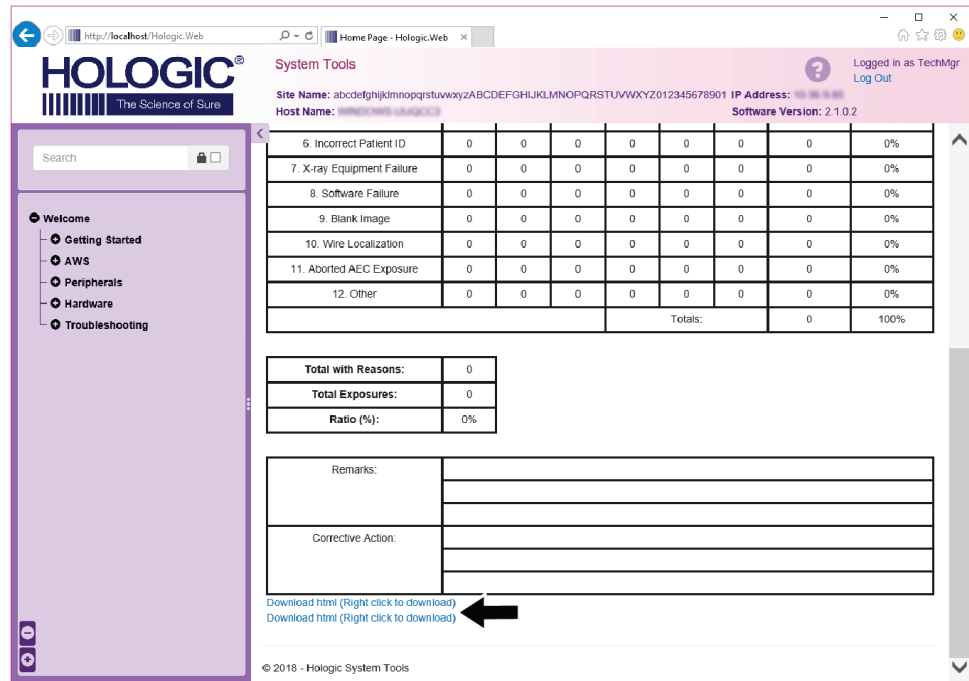 http://localhost/Hologic.Web
Home Page - Hologic.Web
HOLOGIC®
The Science of Sure
System Tools
Logged in as TechMgr
Log Out
Site Name: abcdefghijklmnopqrstuvwxyzABCDEFGHIJKLMNOPQRSTUVWXYZ012345678901 IP Address:
Host Name:
Software Version: 2.1.0.2
Search
Welcome
Getting Started
AWS
Peripherals
Hardware
Troubleshooting
6. Incorrect Patient ID 0 0 0 0 0 0 0 0%
7. X-ray Equipment Failure 0 0 0 0 0 0 0 0%
8. Software Failure 0 0 0 0 0 0 0 0%
9. Blank Image 0 0 0 0 0 0 0 0%
10. Wire Localization 0 0 0 0 0 0 0 0%
11. Aborted AEC Exposure 0 0 0 0 0 0 0 0%
12. Other 0 0 0 0 0 0 0 0%
Totals: 0 100%
Total with Reasons: 0
Total Exposures: 0
Ratio (%): 0%
Remarks:
Corrective Action:
Download html (Right click to download)
Download html (Right click to download)
© 2018 - Hologic System Tools